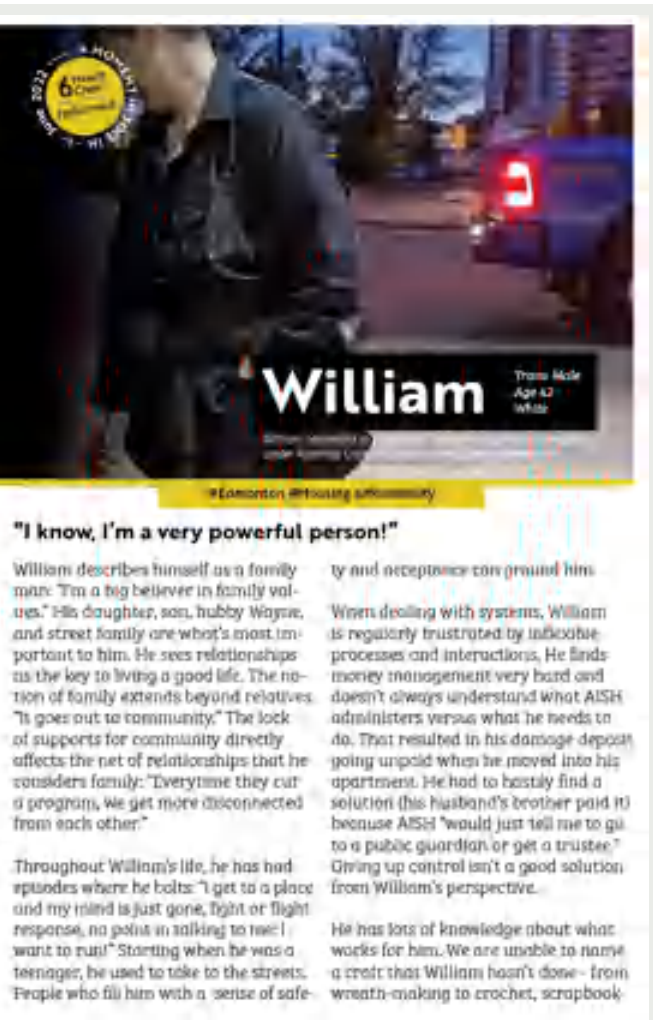 June 2022
A MOMENT
IN
6
William
Trans Male
Age 42
White
#Edmonton #Housing #Community
"I know, I'm a very powerful person!"
William describes himself as a family
man: "I'm a big believer in family val-
ues." His daughter, son, hubby Wayne,
and street family are what's most im-
portant to him. He sees relationships
as the key to living a good life. The no-
tion of family extends beyond relatives.
"It goes out to community." The lack
of supports for community directly
affects the net of relationships that he
considers family: "Everytime they cut
a program, we get more disconnected
from each other."
Throughout William's life, he has had
episodes where he bolts: "I get to a place
and my mind is just gone, fight or flight
response, no point in talking to me! I
want to run!" Starting when he was a
teenager, he used to take to the streets.
People who fill him with a sense of safe-
ty and acceptance can ground him.
When dealing with systems, William
is regularly frustrated by inflexible
processes and interactions. He finds
money management very hard and
doesn't always understand what AISH
administers versus what he needs to
do. That resulted in his damage deposit
going unpaid when he moved into his
apartment. He had to hastily find a
solution (his husband's brother paid it)
because AISH "would just tell me to go
to a public guardian or get a trustee."
Giving up control isn't a good solution
from William's perspective.
He has lots of knowledge about what
works for him. We are unable to name
a craft that William hasn't done - from
wreath-making to crochet, scrapbook-